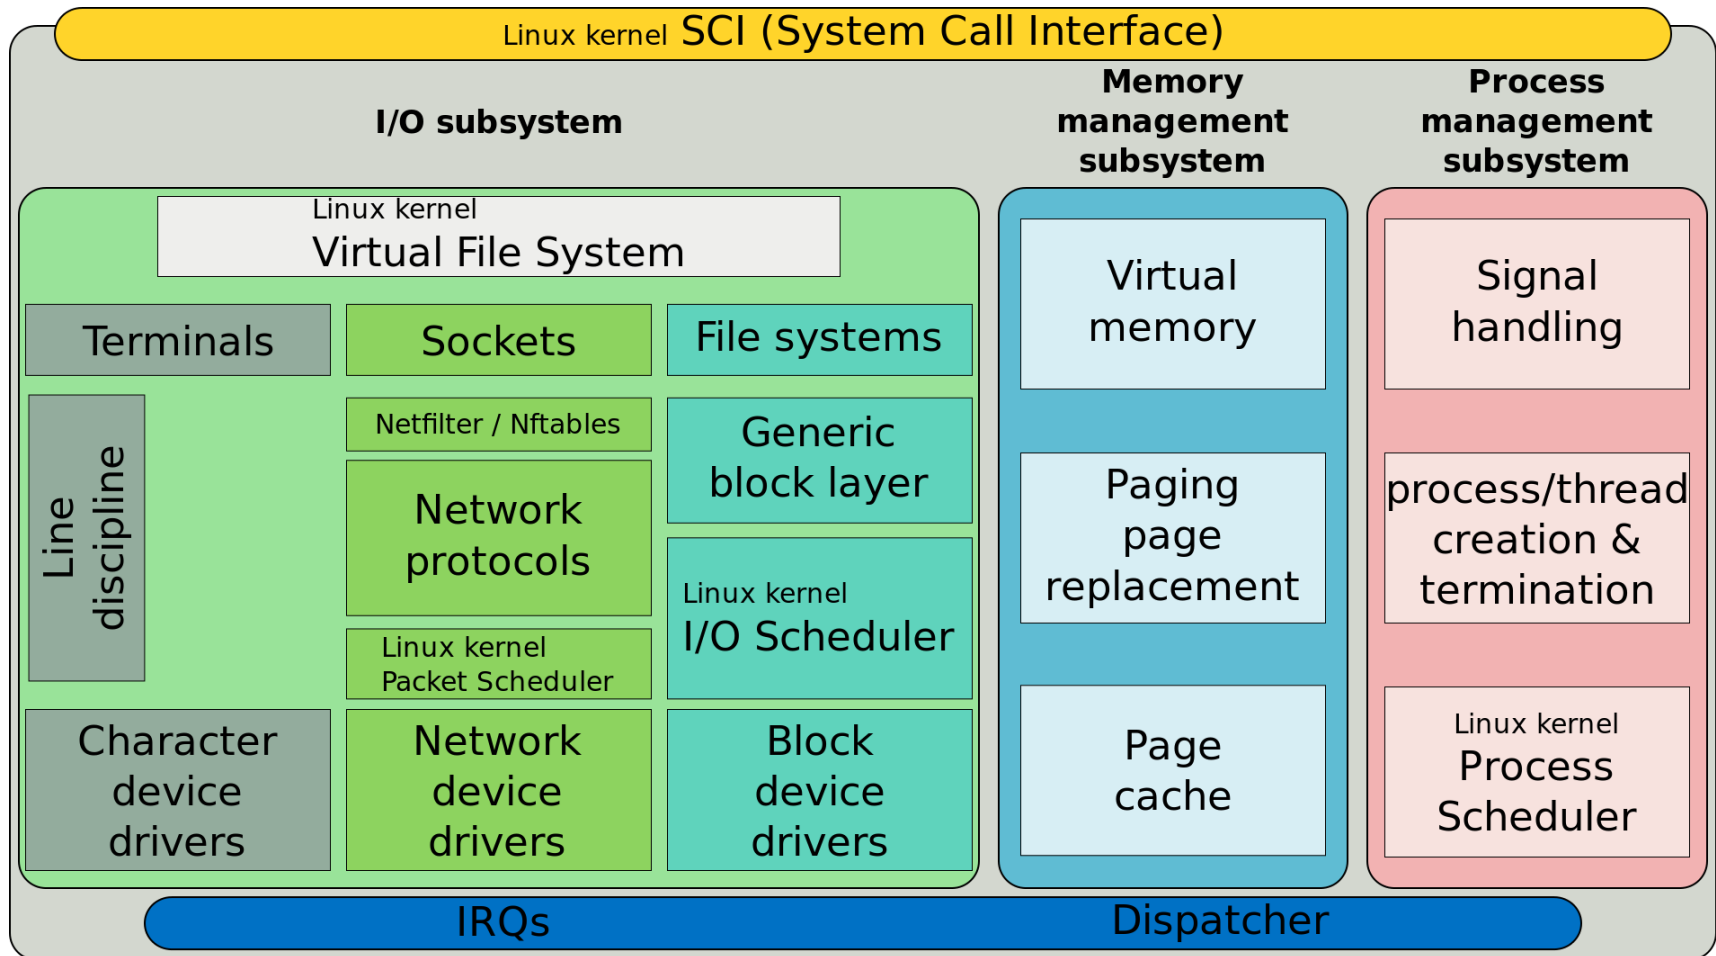 Linux kernel SCI (System Call Interface)
I/O subsystem
Memory
management
subsystem
Process
management
subsystem
Linux kernel
Virtual File System
Terminals
Sockets
File systems
Line
discipline
Netfilter / Nftables
Network
protocols
Linux kernel
Packet Scheduler
Generic
block layer
Linux kernel
I/O Scheduler
Character
device
drivers
Network
device
drivers
Block
device
drivers
Virtual
memory
Paging
page
replacement
Page
cache
Signal
handling
process/thread
creation &
termination
Linux kernel
Process
Scheduler
IRQs
Dispatcher